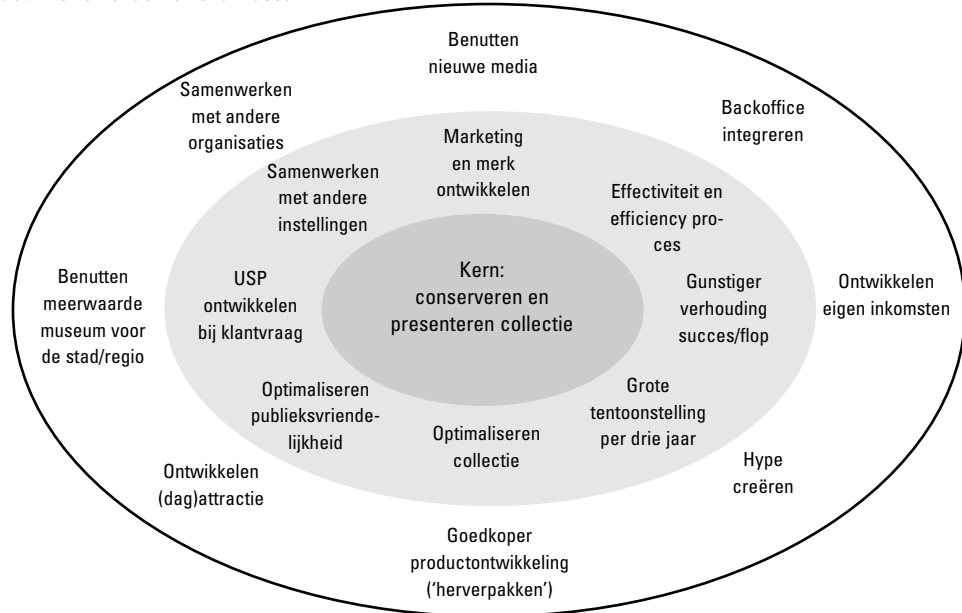 Benutten
nieuwe media
Samenwerken
met andere
organisaties
Backoffice
integreren
Marketing
en merk
ontwikkelen
Samenwerken
met andere
instellingen
Effectiviteit en
efficiency pro-
ces
Kern:
conserveren en
presenteren collectie
Benutten
meerwaarde
museum voor
de stad/regio
USP
ontwikkelen
bij klantvraag
Gunstiger
verhouding
succes/flop
Ontwikkelen
eigen inkomsten
Optimaliseren
publieksvriende-
lijkheid
Optimaliseren
collectie
Grote
tentoonstelling
per drie jaar
Ontwikkelen
(dag)attractie
Hype
creëren
Goedkoper
productontwikkeling
(‘herverpakken’)